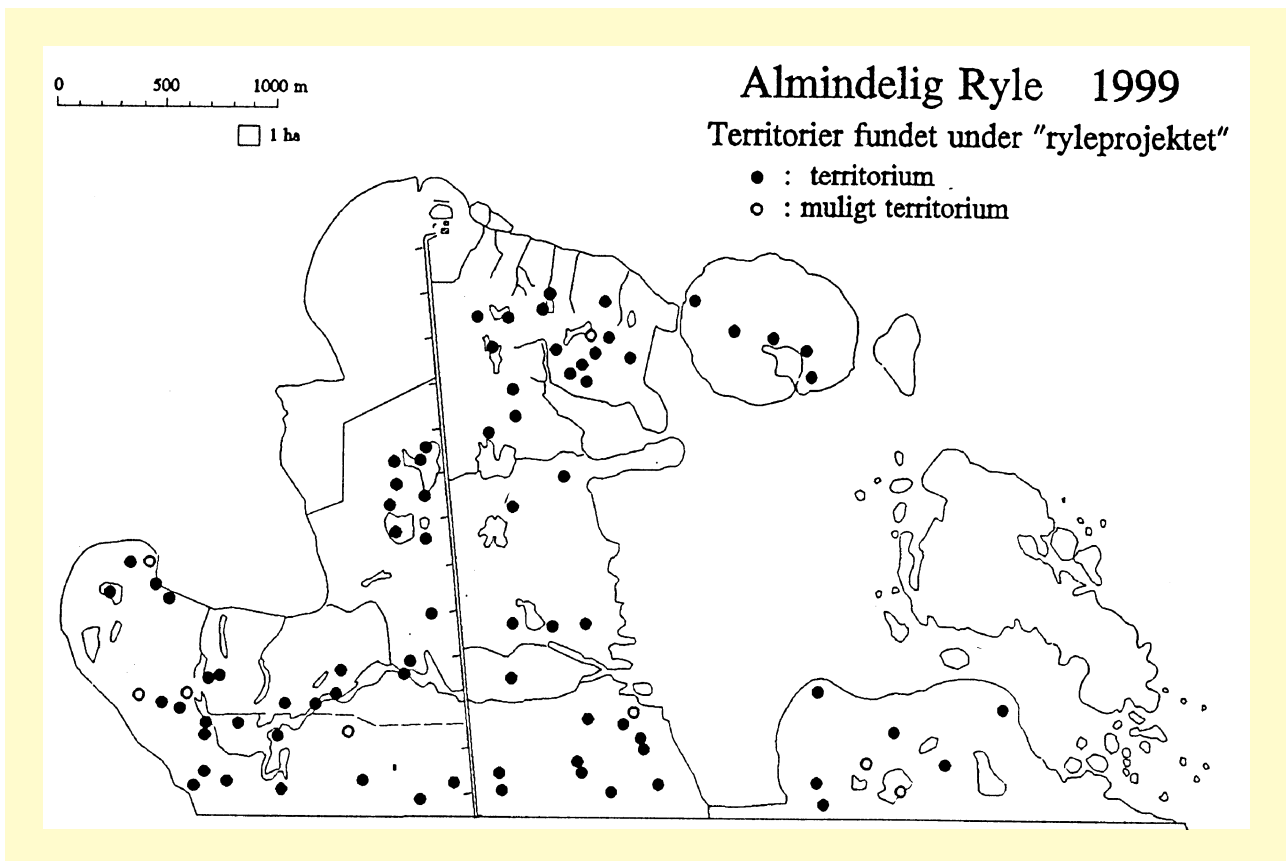 0 500 1000 m
1 ha
Almindelig Ryle 1999
Territorier fundet under "ryleprojektet"
● : territorium
○ : muligt territorium